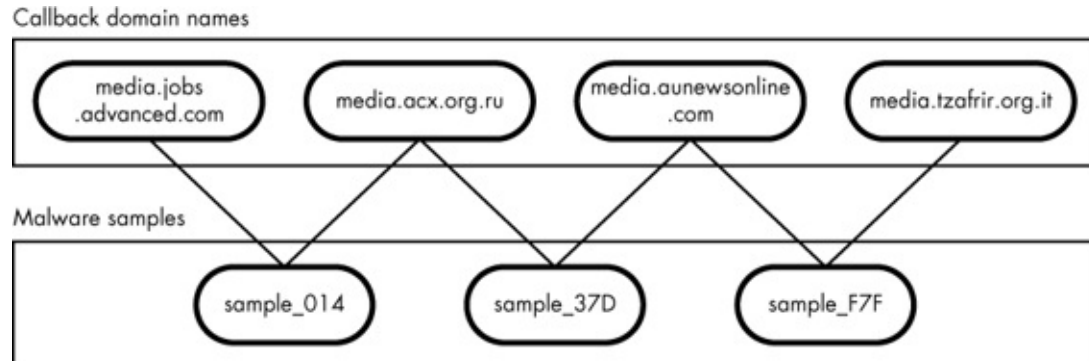 Callback domain names
media.jobs
.advanced.com
media.acx.org.ru
media.aunewsonline
.com
media.tzafrir.org.it
Malware samples
sample_014
sample_37D
sample_F7F